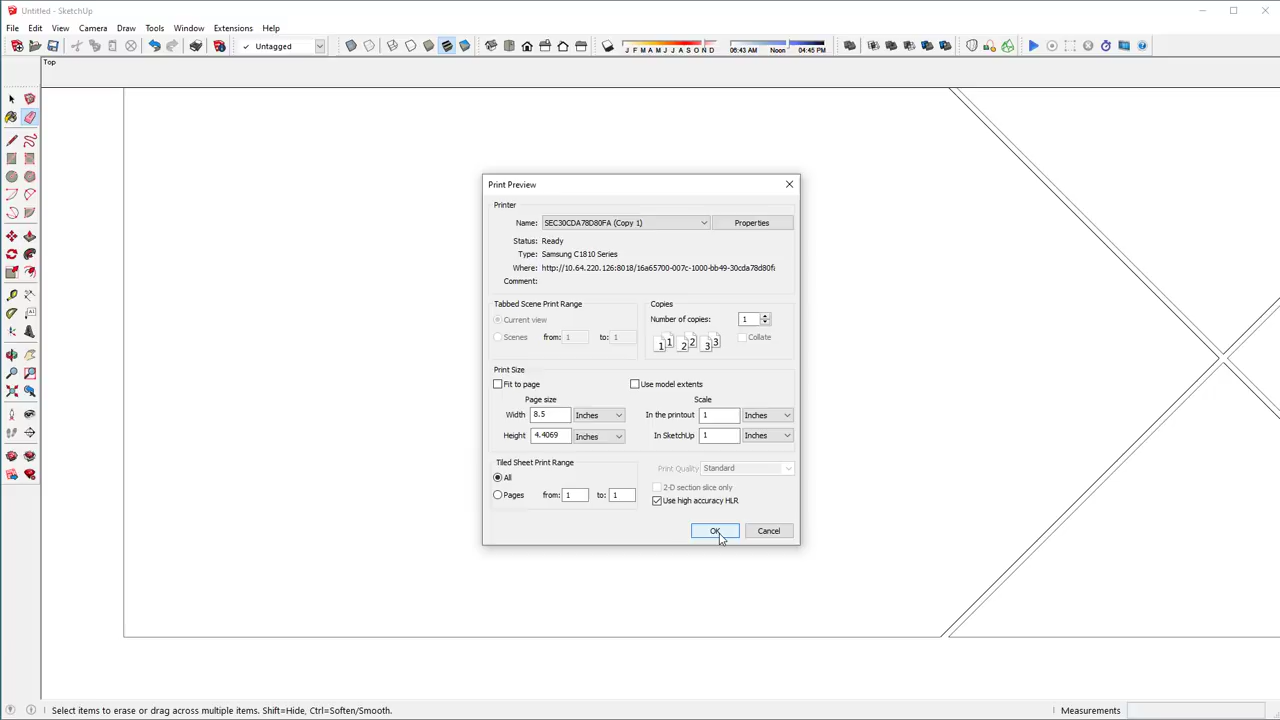 Untitled - SketchUp
File Edit View Camera Draw Tools Window Extensions Help
Untagged
J F M A M J J A S O N D 06:43 AM Noon 04:45 PM
Top
Print Preview
Printer
Name: SEC30CDA78D80FA (Copy 1) Properties
Status: Ready
Type: Samsung C1810 Series
Where: http://10.64.220.126:8018/16a65700-007c-1000-bb49-30cda78d80f
Comment:
Tabbed Scene Print Range Copies
Current view Number of copies: 1
Scenes from: 1 to: 1 1 1 2 2 3 3 Collate
Print Size
Fit to page Use model extents
Page size Scale
Width 8.5 Inches In the printout 1 Inches
Height 4.4069 Inches In SketchUp 1 Inches
Tiled Sheet Print Range Print Quality Standard
All 2-D section slice only
Pages from: 1 to: 1 Use high accuracy HLR
OK Cancel
Select items to erase or drag across multiple items. Shift=Hide, Ctrl=Soften/Smooth. Measurements